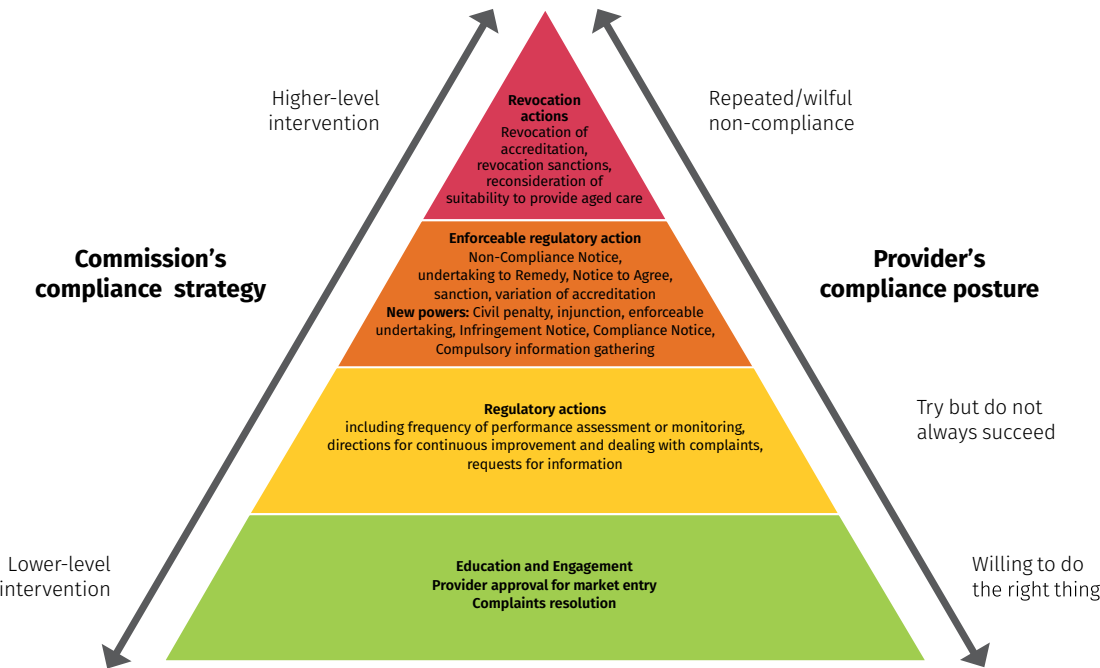 Higher-level
intervention
Repeated/wilful
non-compliance
Revocation
actions
Revocation of
accreditation,
revocation sanctions,
reconsideration of
suitability to provide aged care
Commission's
compliance strategy
Enforceable regulatory action
Non-Compliance Notice,
undertaking to Remedy, Notice to Agree,
sanction, variation of accreditation
New powers: Civil penalty, injunction, enforceable
undertaking, Infringement Notice, Compliance Notice,
Compulsory information gathering
Provider's
compliance posture
Regulatory actions
including frequency of performance assessment or monitoring,
directions for continuous improvement and dealing with complaints,
requests for information
Try but do not
always succeed
Lower-level
intervention
Education and Engagement
Provider approval for market entry
Complaints resolution
Willing to do
the right thing